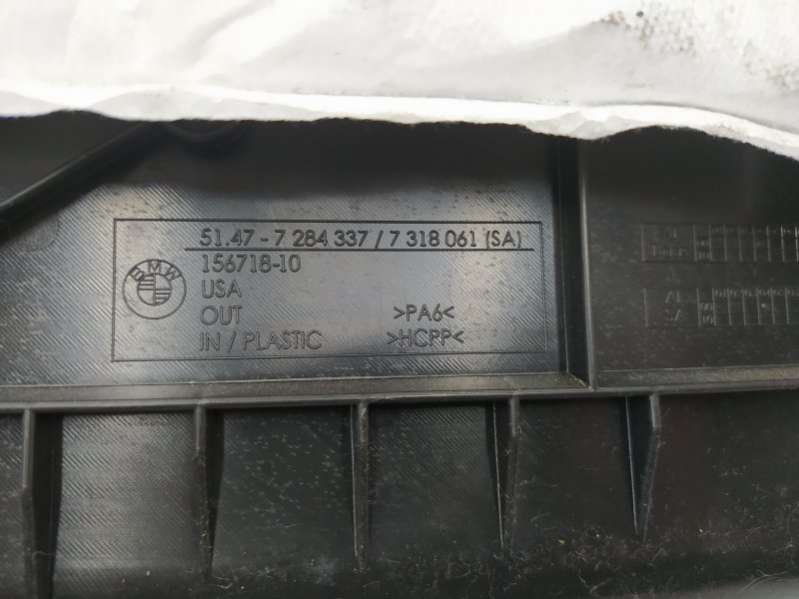 51.47 - 7 284 337 / 7 318 061 (SA)
156718-10
BMW
USA
OUT >PA6<
IN / PLASTIC >HCPP<